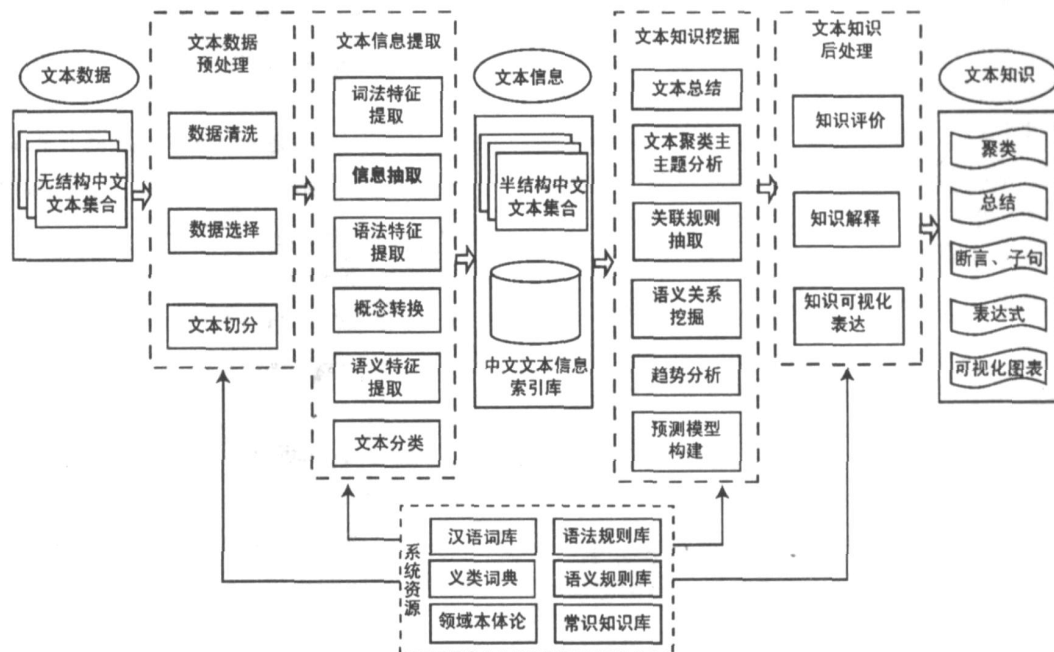 文本数据
无结构中文
文本集合
文本数据
预处理
数据清洗
数据选择
文本切分
文本信息提取
词法特征
提取
信息抽取
语法特征
提取
概念转换
语义特征
提取
文本分类
文本信息
半结构中文
文本集合
中文文本信息
索引库
文本知识挖掘
文本总结
文本聚类主
主题分析
关联规则
抽取
语义关系
挖掘
趋势分析
预测模型
构建
文本知识
后处理
知识评价
知识解释
知识可视化
表达
文本知识
聚类
总结
断言、子句
表达式
可视化图表
系统资源
汉语词库
语法规则库
义类词典
语义规则库
领域本体论
常识知识库